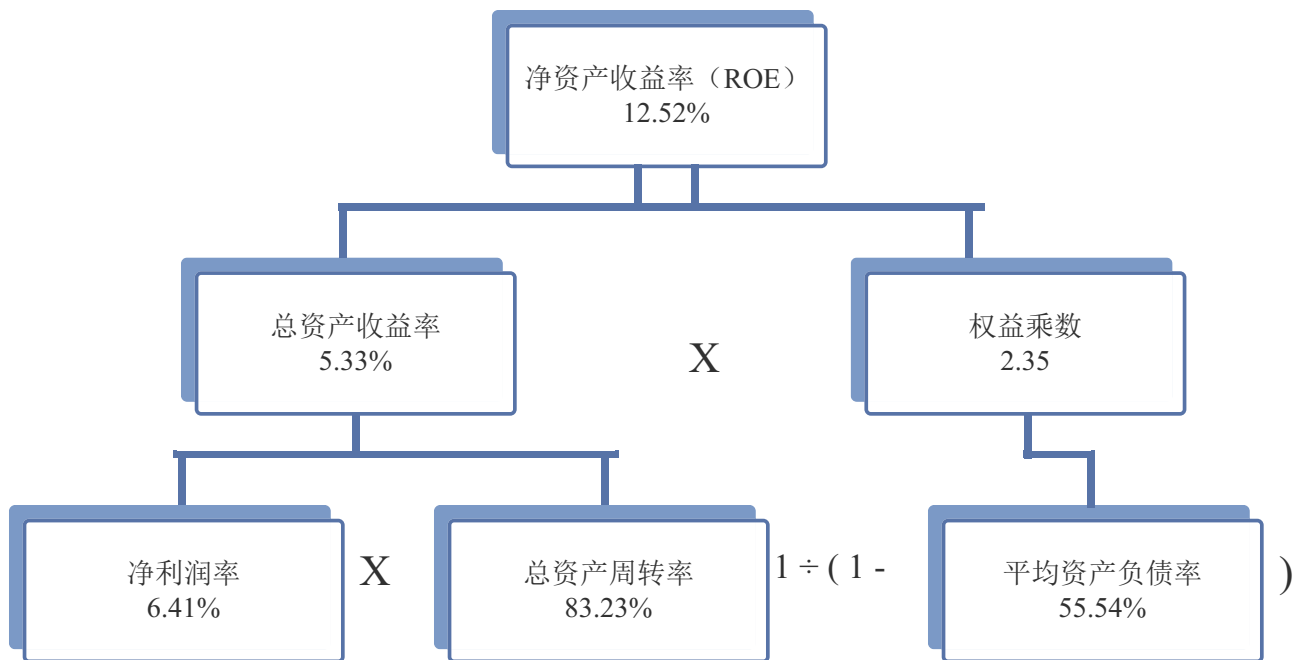 净资产收益率（ROE）
12.52%
总资产收益率
5.33%
X
权益乘数
2.35
净利润率
6.41%
X
总资产周转率
83.23%
1 ÷ ( 1 -
平均资产负债率
55.54%
)